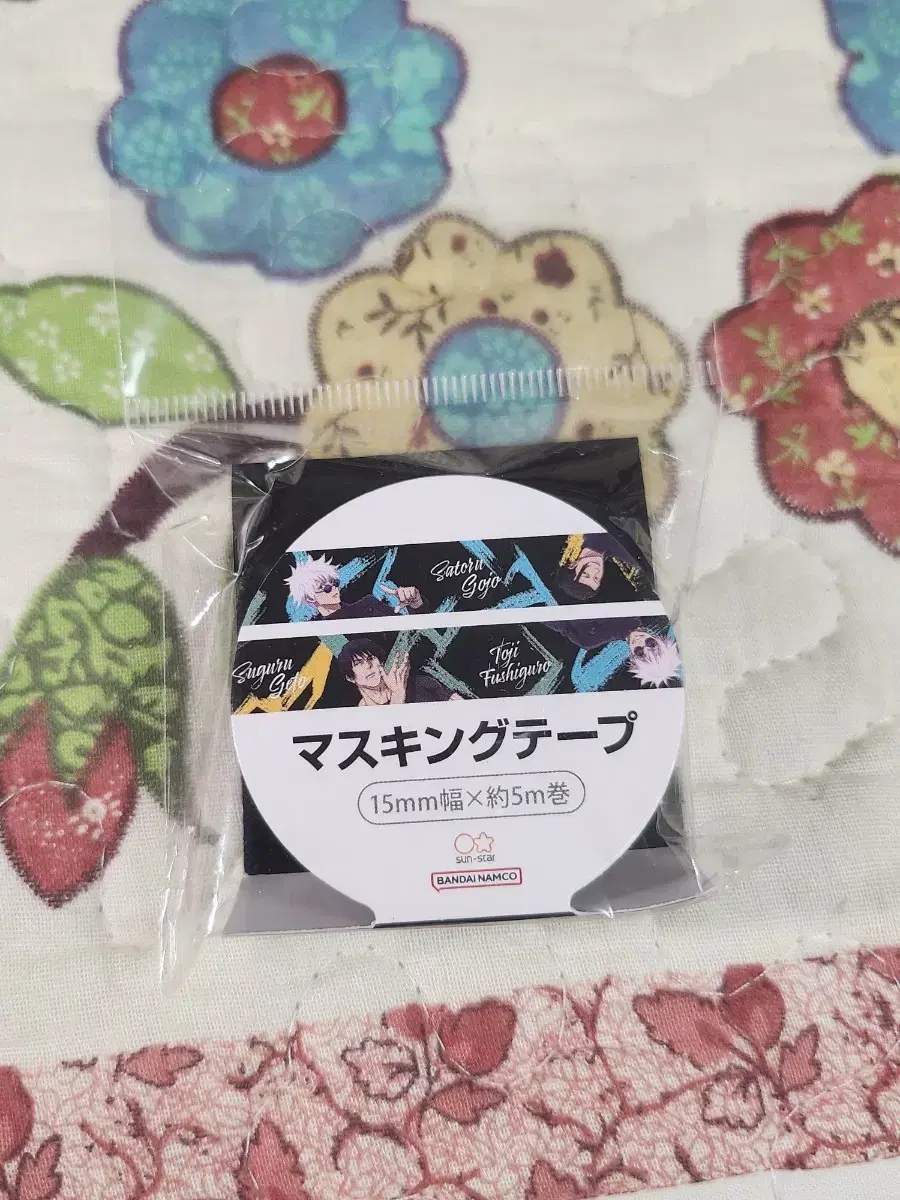 Satoru
Gojo
Suguru
Geto
Toji
Fushiguro
マスキングテープ
15mm幅×約5m巻
sun-star
BANDAI NAMCO